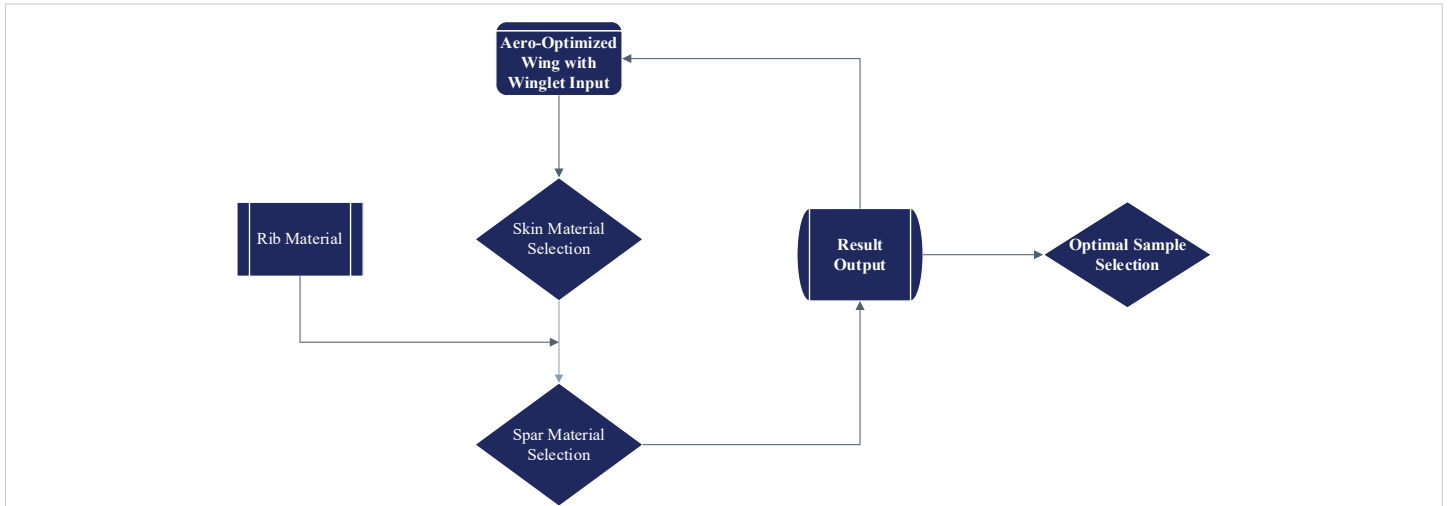 Aero-Optimized
Wing with
Winglet Input
Rib Material
Skin Material
Selection
Result
Output
Optimal Sample
Selection
Spar Material
Selection